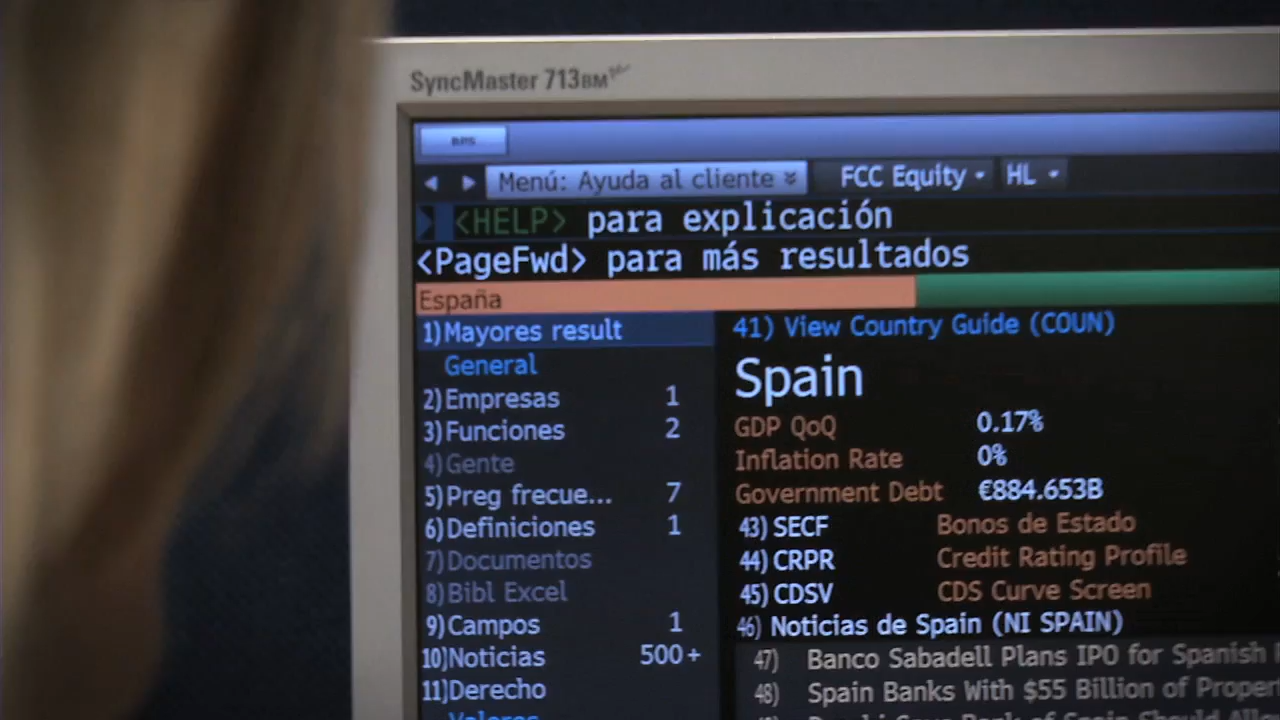 SyncMaster 713BM
Menú: Ayuda al cliente
FCC Equity
HL
<HELP> para explicación
<PageFwd> para más resultados
España
1) Mayores result
General
2) Empresas 1
3) Funciones 2
4) Gente
5) Preg frecue... 7
6) Definiciones 1
7) Documentos
8) Bibl Excel
9) Campos 1
10) Noticias 500+
11) Derecho
Valores
41) View Country Guide (COUN)
Spain
GDP QoQ 0.17%
Inflation Rate 0%
Government Debt €884.653B
43) SECF Bonos de Estado
44) CRPR Credit Rating Profile
45) CDSV CDS Curve Screen
46) Noticias de Spain (NI SPAIN)
47) Banco Sabadell Plans IPO for Spanish
48) Spain Banks With $55 Billion of Proper